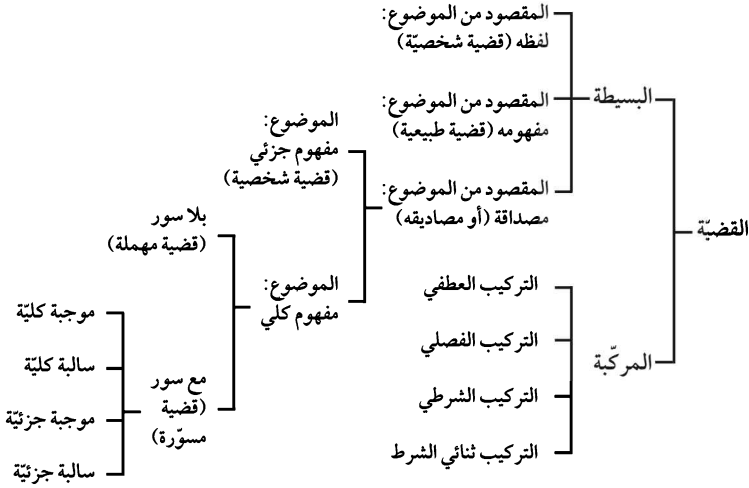 القضيّة
البسيطة
المقصود من الموضوع:
لفظه (قضية شخصيّة)
المقصود من الموضوع:
مفهومه (قضية طبيعية)
المقصود من الموضوع:
مصداقة (أو مصاديقه)
الموضوع:
مفهوم جزئي
(قضية شخصية)
الموضوع:
مفهوم كلي
بلا سور
(قضية مهملة)
مع سور
(قضية
مسوّرة)
موجبة كليّة
سالبة كليّة
موجبة جزئيّة
سالبة جزئيّة
المركّبة
التركيب العطفي
التركيب الفصلي
التركيب الشرطي
التركيب ثنائي الشرط